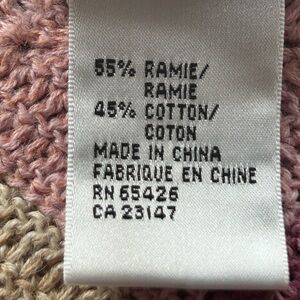 55% RAMIE/
RAMIE
45% COTTON/
COTON
MADE IN CHINA
FABRIQUE EN CHINE
RN 65426
CA 23147